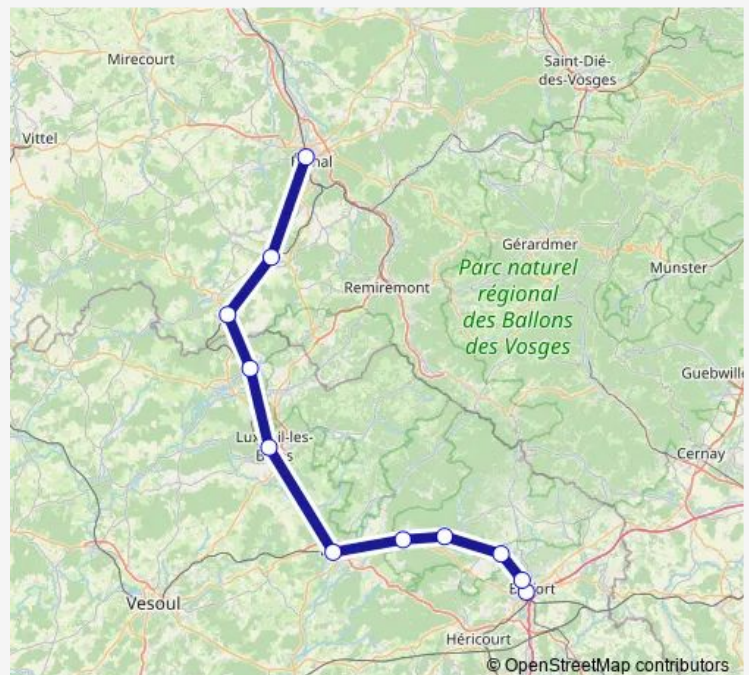 Mirecourt
Saint-Dié-
des-Vosges
Vittel
Gérardmer
Parc naturel
régional
des Ballons
des Vosges
Munster
Remiremont
Guebwill
Cernay
Vesoul
Héricourt
© OpenStreetMap contributors